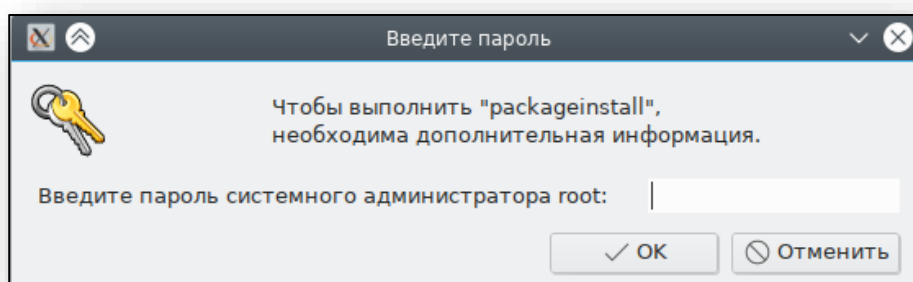 Введите пароль
Чтобы выполнить "packageinstall",
необходима дополнительная информация.
Введите пароль системного администратора root:
OK
Отменить